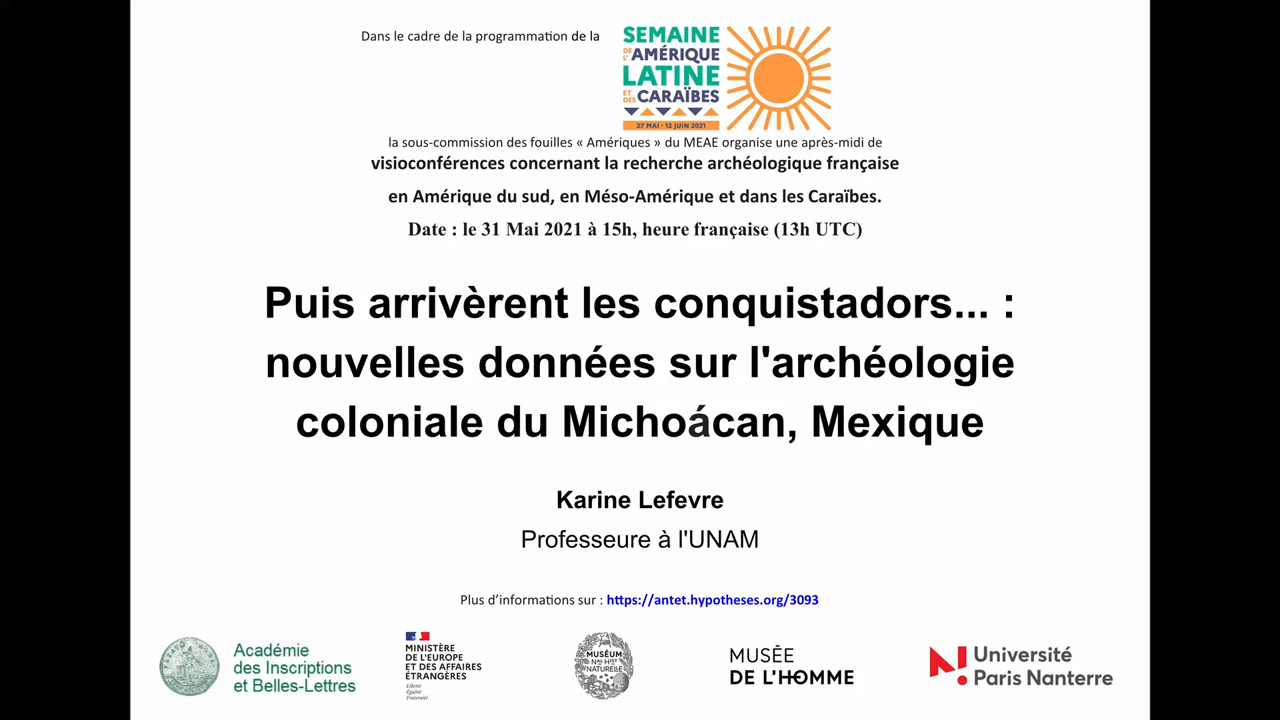 Dans le cadre de la programmation de la
SEMAINE
DE L'AMÉRIQUE
LATINE
ET DES CARAÏBES
27 MAI - 12 JUIN 2021
la sous-commission des fouilles « Amériques » du MEAE organise une après-midi de
visioconférences concernant la recherche archéologique française
en Amérique du sud, en Méso-Amérique et dans les Caraïbes.
Date : le 31 Mai 2021 à 15h, heure française (13h UTC)
Puis arrivèrent les conquistadors... :
nouvelles données sur l'archéologie
coloniale du Michoácan, Mexique
Karine Lefevre
Professeure à l'UNAM
Plus d'informations sur : https://antet.hypotheses.org/3093
Académie
des Inscriptions
et Belles-Lettres
MINISTÈRE
DE L'EUROPE
ET DES AFFAIRES
ÉTRANGÈRES
Liberté
Égalité
Fraternité
MUSÉUM
NAT HIST
NATURELLE
MUSÉE
DE L'HOMME
Université
Paris Nanterre